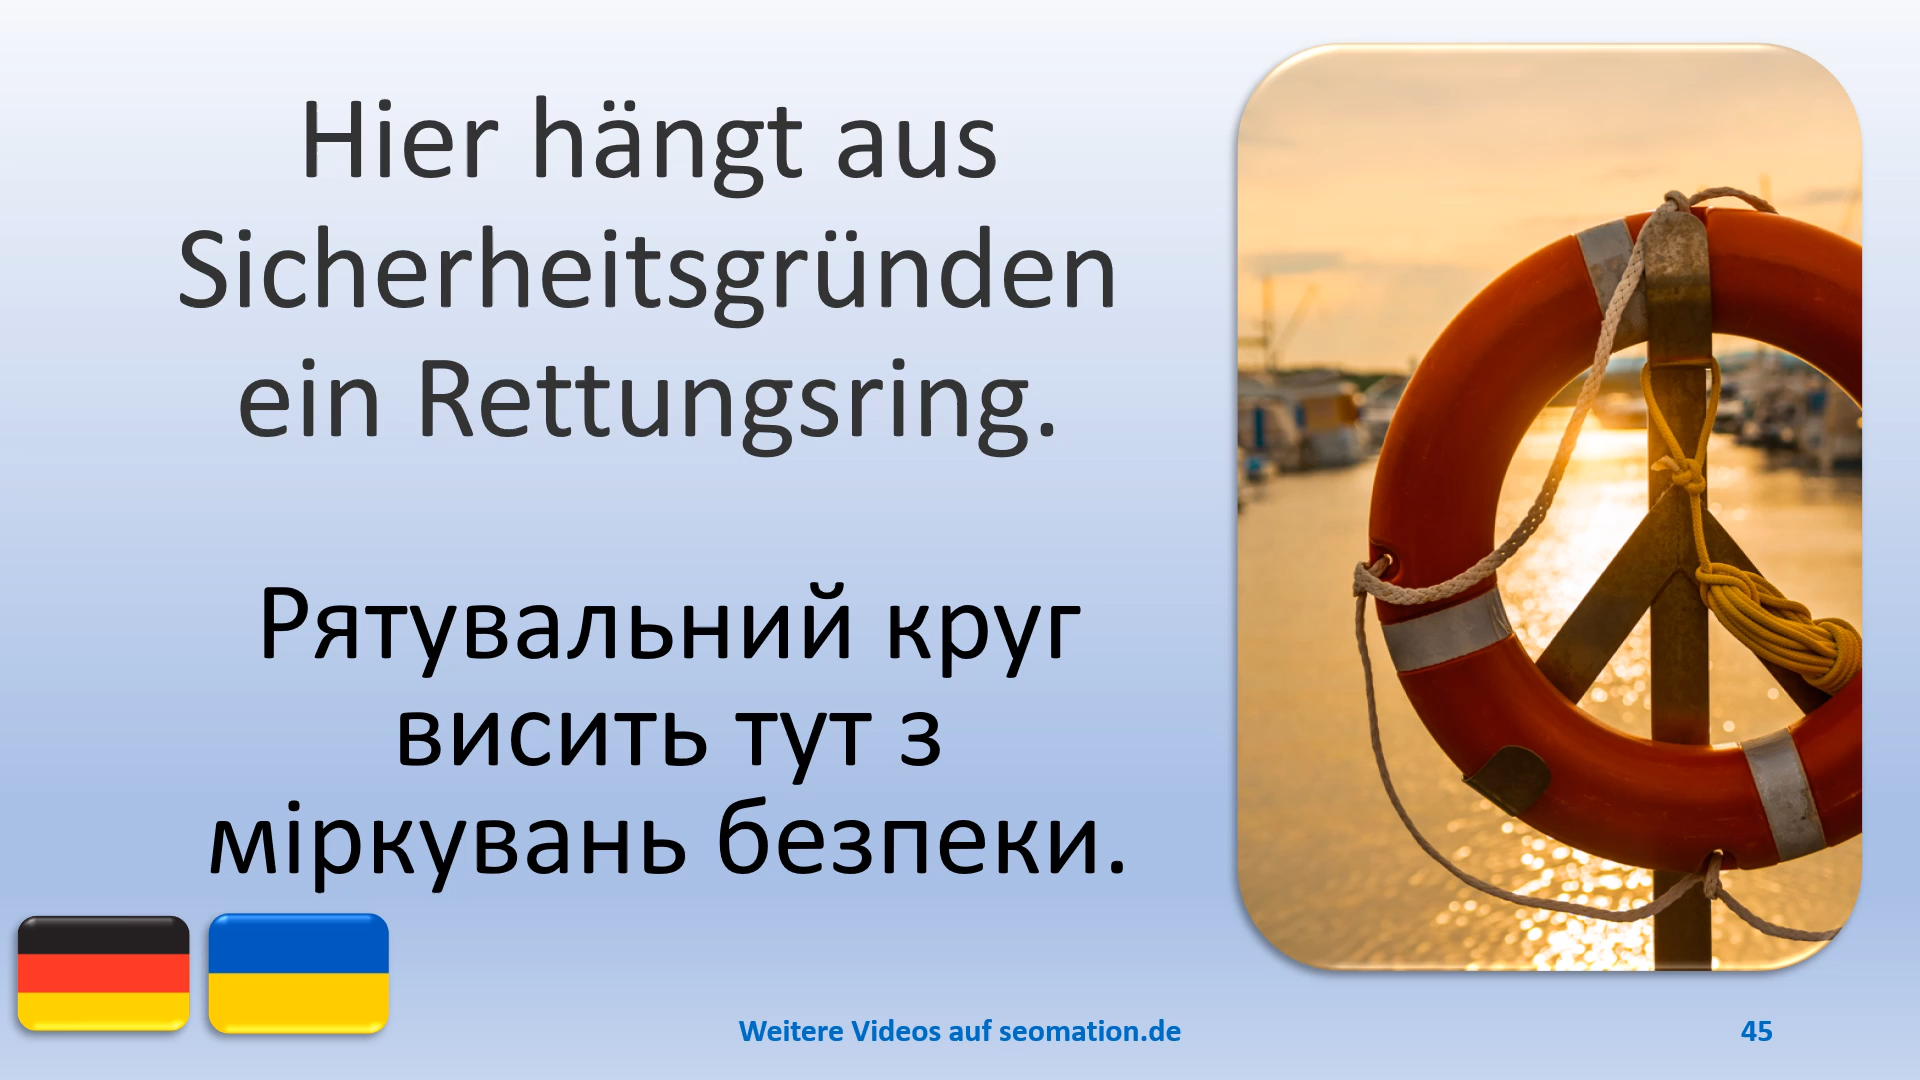 Hier hängt aus
Sicherheitsgründen
ein Rettungsring.
Рятувальний круг
висить тут з
міркувань безпеки.
Weitere Videos auf seomation.de
45